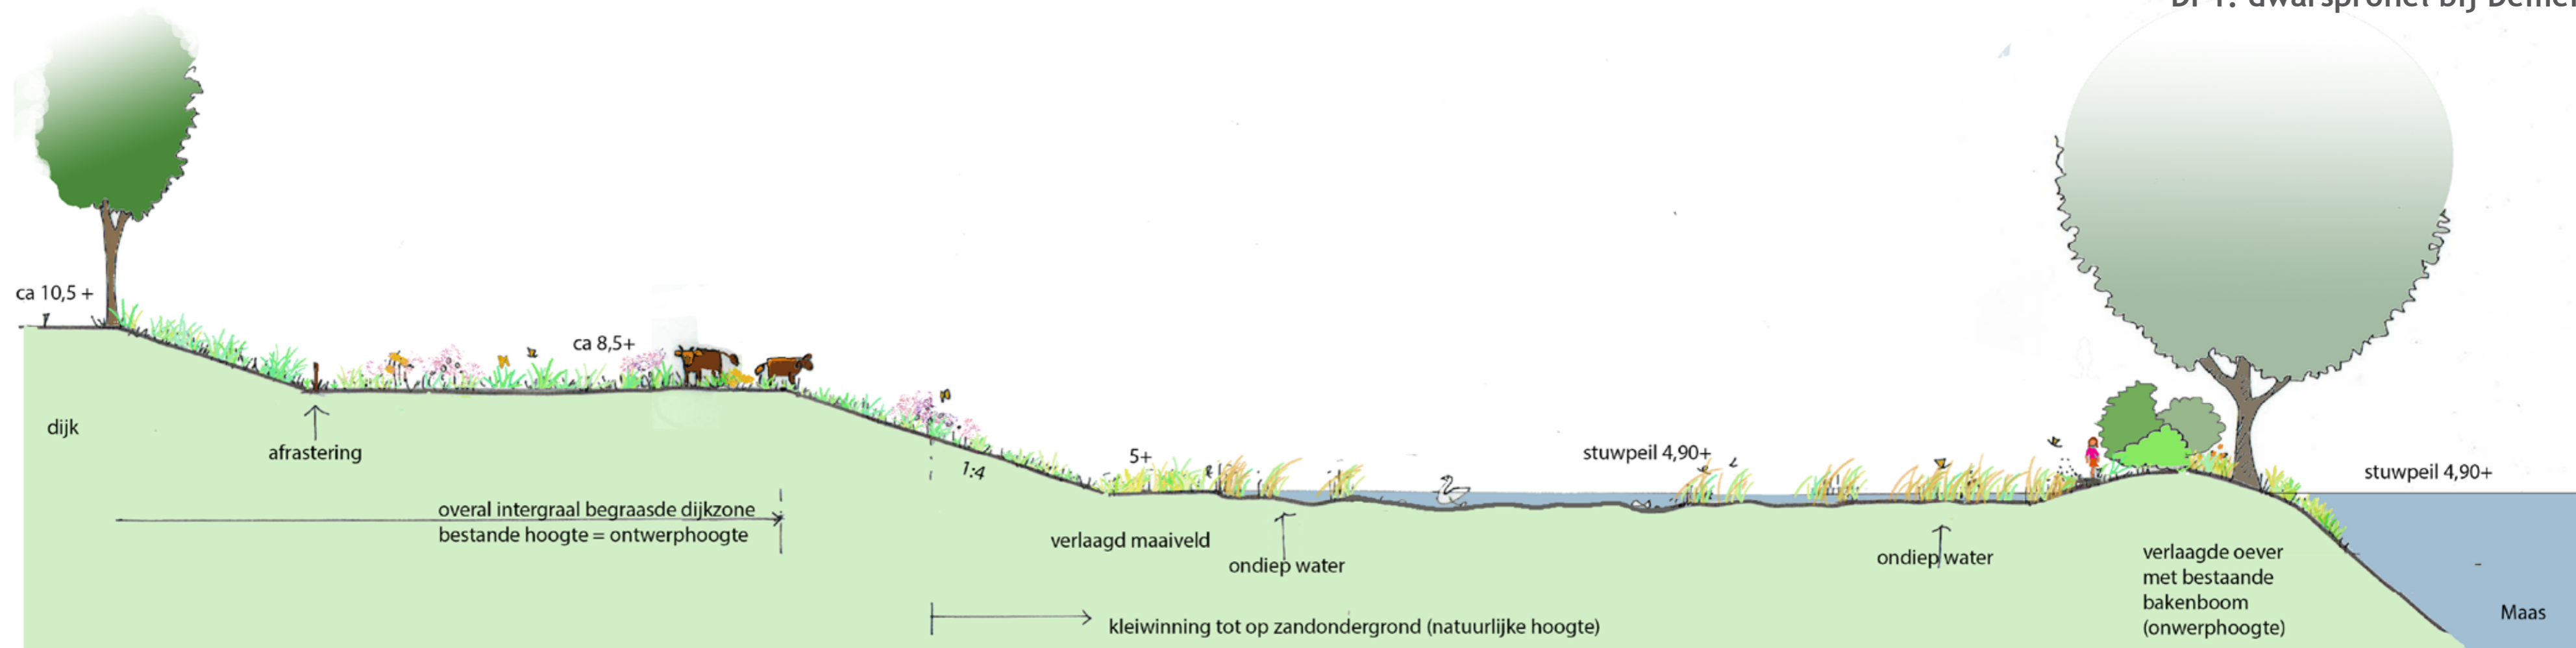 dwarsprofiel bij
ca 10,5 +
ca 8,5+
dijk
afrastering
1:4
5+
stuwpeil 4,90+
stuwpeil 4,90+
overal intergraal begraasde dijkzone
bestande hoogte = ontwerphoogte
verlaagd maaiveld
ondiep water
ondiep water
verlaagde oever
met bestaande
bakenboom
(onwerphoogte)
Maas
kleiwinning tot op zandondergrond (natuurlijke hoogte)